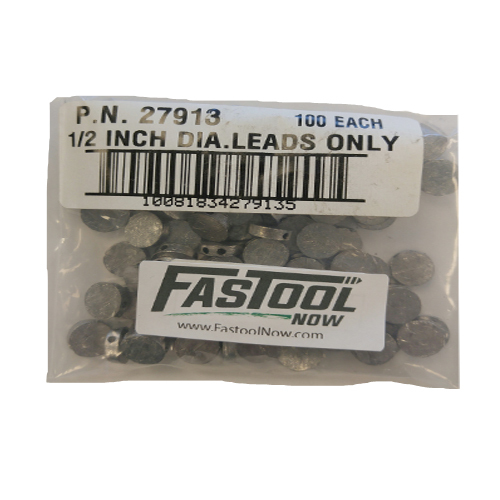 P.N. 27913 100 EACH
1/2 INCH DIA.LEADS ONLY
10081834279135
FASTOOL
NOW
www.FastoolNow.com